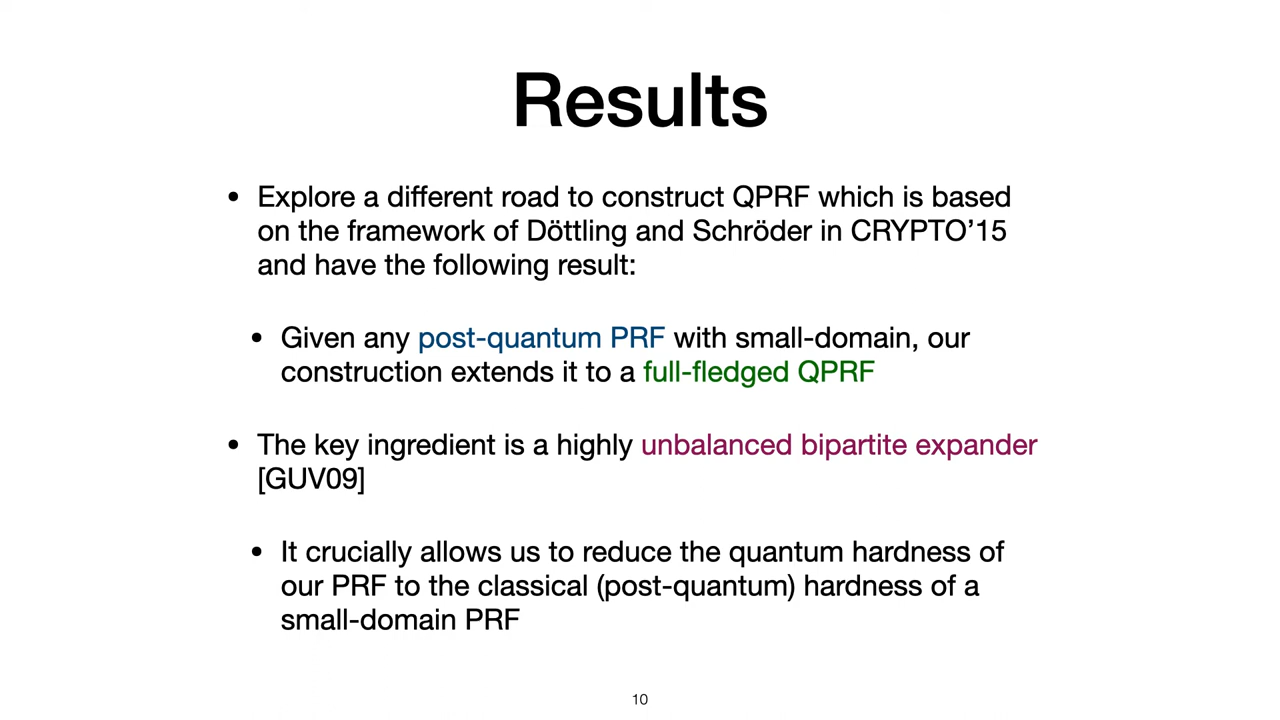 Results
• Explore a different road to construct QPRF which is based
on the framework of Döttling and Schröder in CRYPTO’15
and have the following result:
• Given any post-quantum PRF with small-domain, our
construction extends it to a full-fledged QPRF
• The key ingredient is a highly unbalanced bipartite expander
[GUV09]
• It crucially allows us to reduce the quantum hardness of
our PRF to the classical (post-quantum) hardness of a
small-domain PRF
10